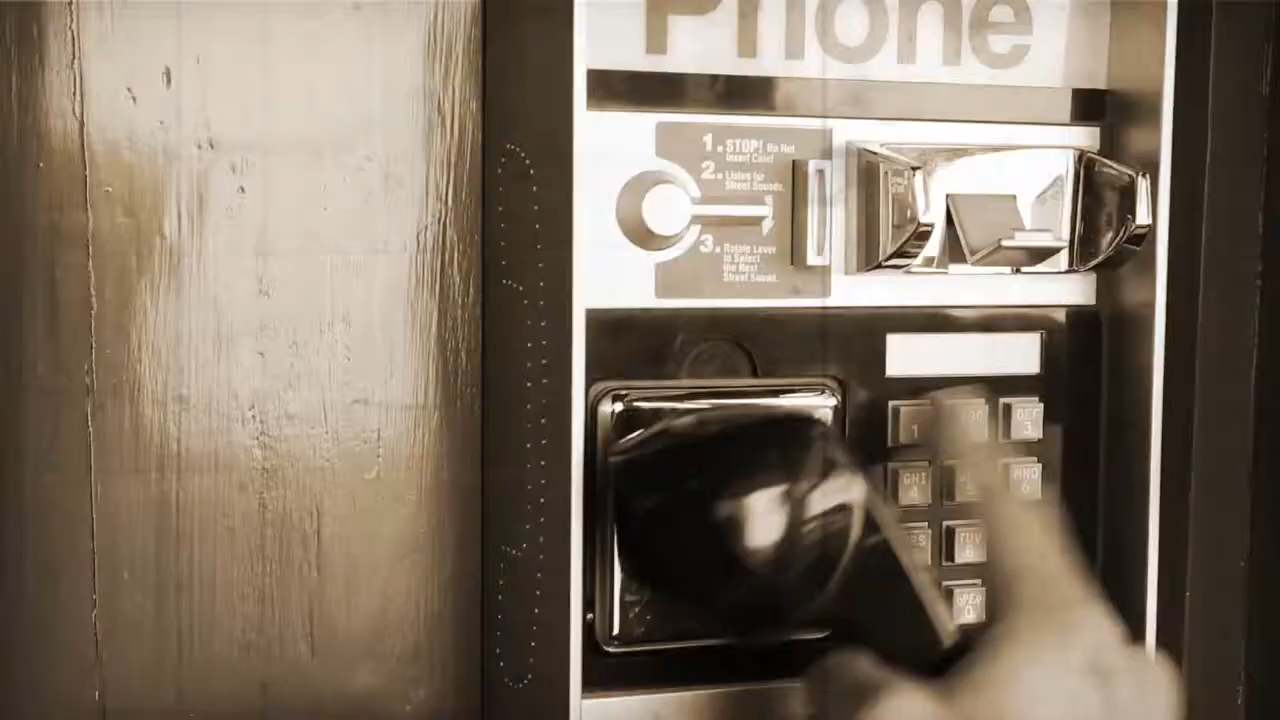 Phone
1. STOP! Do Not
Insert Coin!
2. Listen for
Street Sounds.
3. Rotate Lever
to Select
the Next
Street Sound.
1
DEF
3
GHI
4
MNO
6
TUV
8
OPER
0